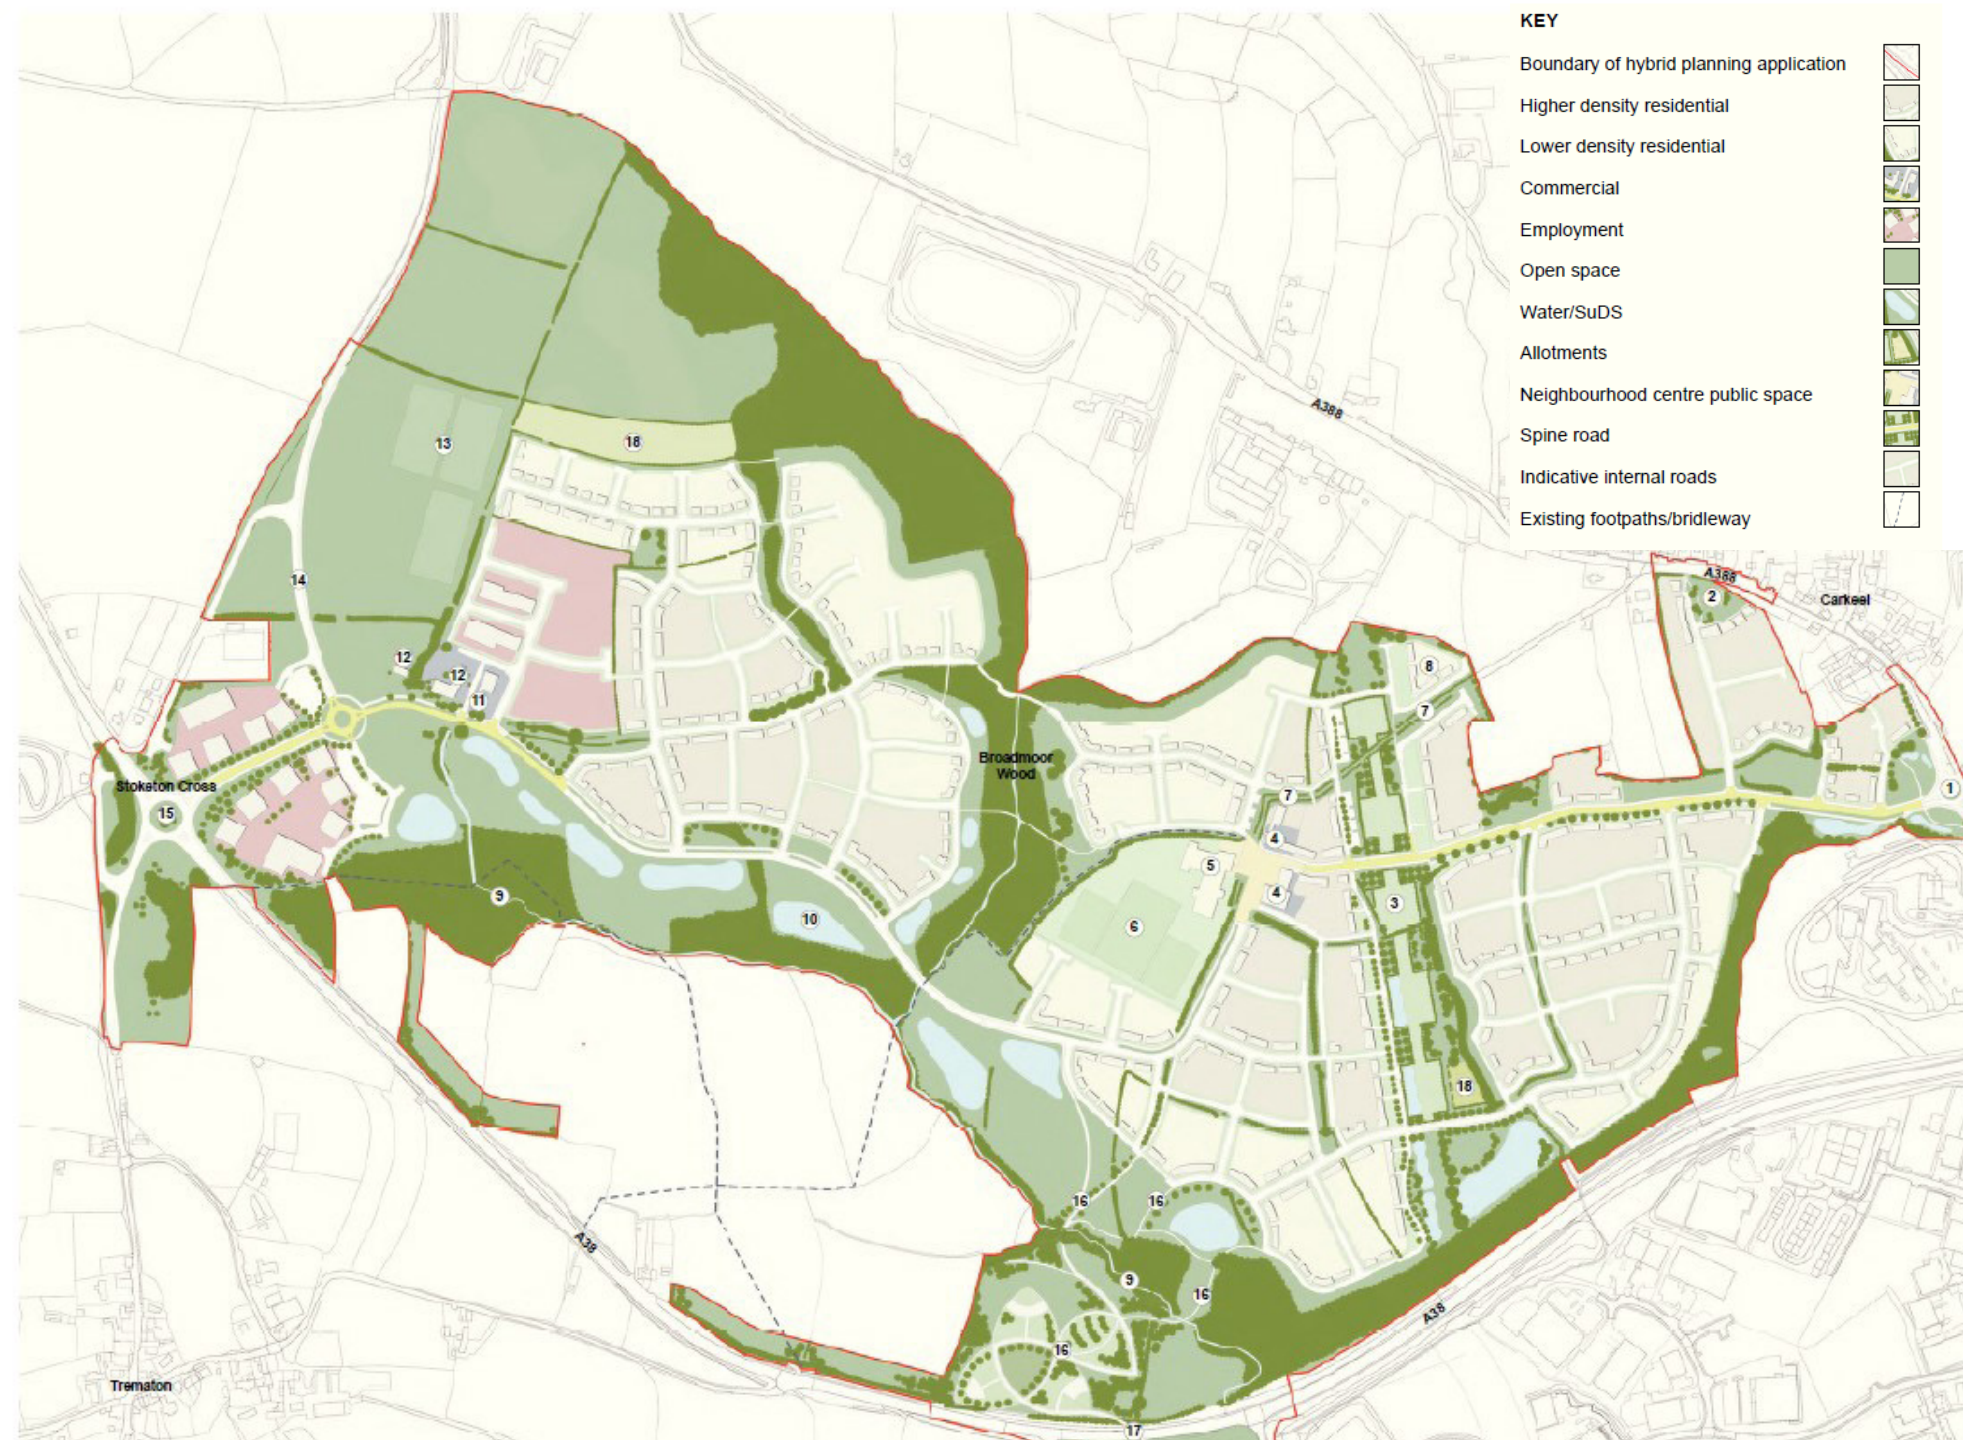 KEY
Boundary of hybrid planning application
Higher density residential
Lower density residential
Commercial
Employment
Open space
Water/SuDS
Allotments
Neighbourhood centre public space
Spine road
Indicative internal roads
Existing footpaths/bridleway
A388
13
18
14
A388
2
Carkeel
12
12
11
8
7
Broadmoor
Wood
Stoketon Cross
15
7
1
4
5
4
9
10
3
6
18
16
16
A38
9
16
A38
16
Trematon
17